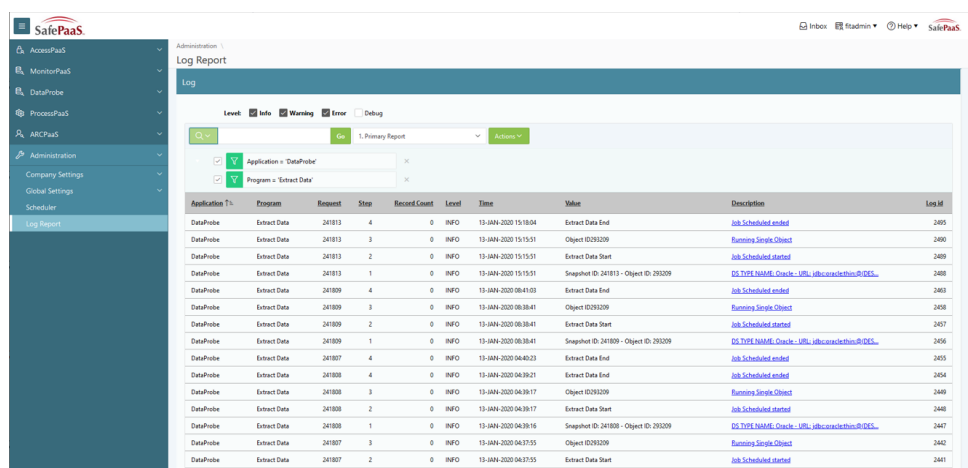 SafePaaS.
Inbox fitadmin Help SafePaaS.
AccessPaaS
MonitorPaaS
DataProbe
ProcessPaaS
ARCPaaS
Administration
Company Settings
Global Settings
Scheduler
Log Report
Administration \
Log Report
Log
Level: Info Warning Error Debug
Go 1. Primary Report Actions
Application = 'DataProbe'
Program = 'Extract Data'
Application Program Request Step Record Count Level Time Value Description Log Id
DataProbe Extract Data 241813 4 0 INFO 13-JAN-2020 15:18:04 Extract Data End Job Scheduled ended 2495
DataProbe Extract Data 241813 3 0 INFO 13-JAN-2020 15:15:51 Object ID293209 Running Single Object 2490
DataProbe Extract Data 241813 2 0 INFO 13-JAN-2020 15:15:51 Extract Data Start Job Scheduled started 2489
DataProbe Extract Data 241813 1 0 INFO 13-JAN-2020 15:15:51 Snapshot ID: 241813 - Object ID: 293209 DS TYPE NAME: Oracle - URL: jdbc:oracle:thin:@(DES... 2488
DataProbe Extract Data 241809 4 0 INFO 13-JAN-2020 08:41:03 Extract Data End Job Scheduled ended 2463
DataProbe Extract Data 241809 3 0 INFO 13-JAN-2020 08:38:41 Object ID293209 Running Single Object 2458
DataProbe Extract Data 241809 2 0 INFO 13-JAN-2020 08:38:41 Extract Data Start Job Scheduled started 2457
DataProbe Extract Data 241809 1 0 INFO 13-JAN-2020 08:38:41 Snapshot ID: 241809 - Object ID: 293209 DS TYPE NAME: Oracle - URL: jdbc:oracle:thin:@(DES... 2456
DataProbe Extract Data 241807 4 0 INFO 13-JAN-2020 04:40:23 Extract Data End Job Scheduled ended 2455
DataProbe Extract Data 241808 4 0 INFO 13-JAN-2020 04:39:21 Extract Data End Job Scheduled ended 2454
DataProbe Extract Data 241808 3 0 INFO 13-JAN-2020 04:39:17 Object ID293209 Running Single Object 2449
DataProbe Extract Data 241808 2 0 INFO 13-JAN-2020 04:39:17 Extract Data Start Job Scheduled started 2448
DataProbe Extract Data 241808 1 0 INFO 13-JAN-2020 04:39:16 Snapshot ID: 241808 - Object ID: 293209 DS TYPE NAME: Oracle - URL: jdbc:oracle:thin:@(DES... 2447
DataProbe Extract Data 241807 3 0 INFO 13-JAN-2020 04:37:55 Object ID293209 Running Single Object 2442
DataProbe Extract Data 241807 2 0 INFO 13-JAN-2020 04:37:55 Extract Data Start Job Scheduled started 2441